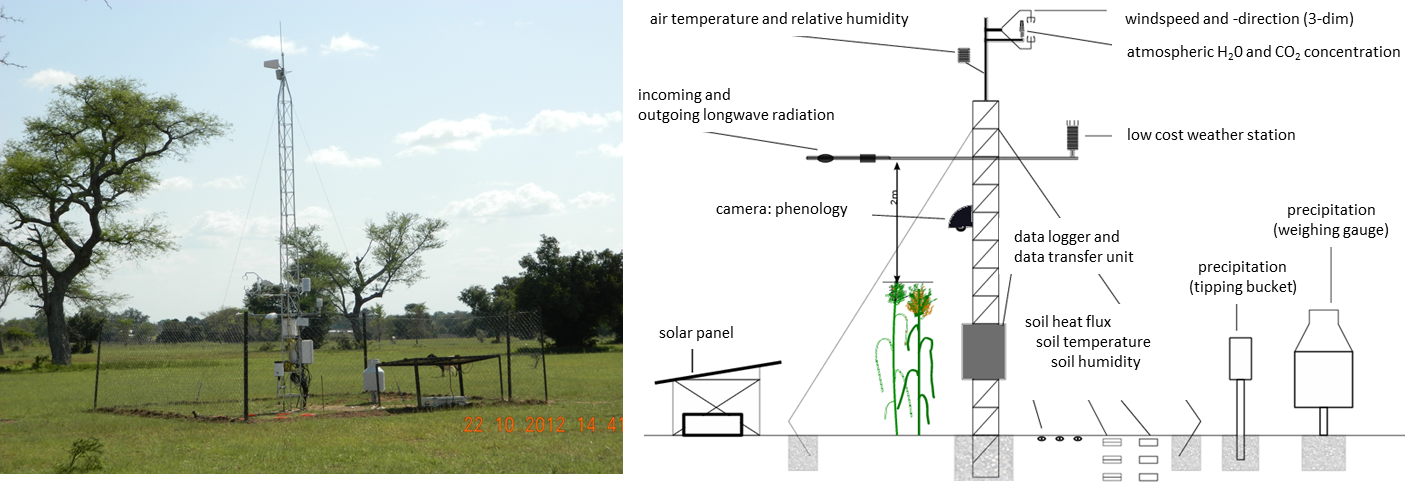 22 10 2012 14:41
air temperature and relative humidity
windspeed and -direction (3-dim)
atmospheric H₂0 and CO₂ concentration
incoming and
outgoing longwave radiation
low cost weather station
2m
camera: phenology
precipitation
(weighing gauge)
data logger and
data transfer unit
precipitation
(tipping bucket)
soil heat flux
soil temperature
soil humidity
solar panel